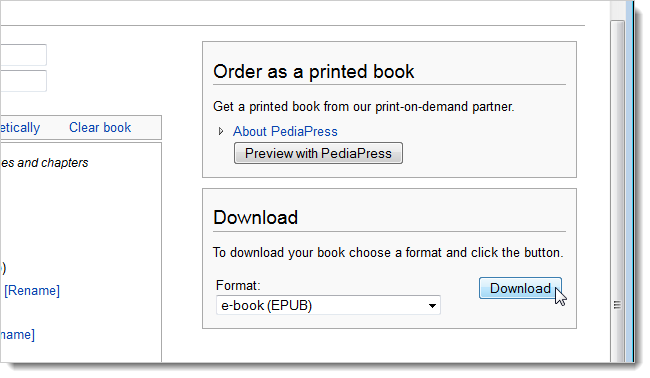 Order as a printed book
Get a printed book from our print-on-demand partner.
About PediaPress
Preview with PediaPress
etically Clear book
es and chapters
)
[Rename]
name]
Download
To download your book choose a format and click the button.
Format:
e-book (EPUB)
Download